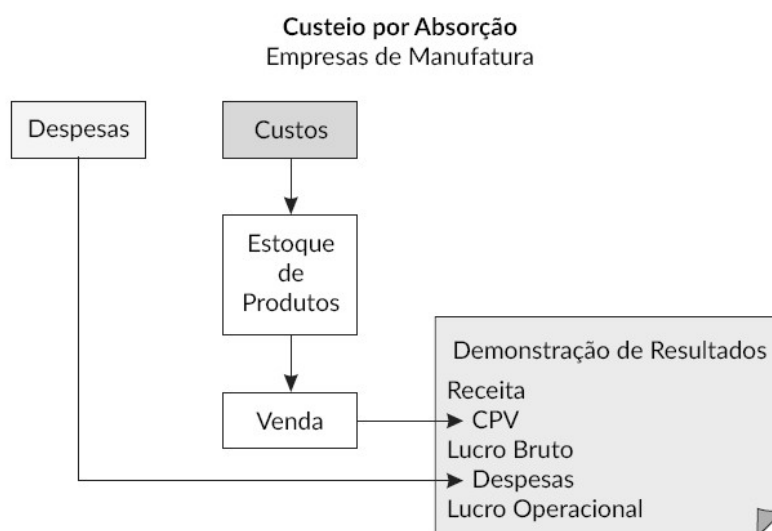 Custeio por Absorção
Empresas de Manufatura
Despesas
Custos
Estoque
de
Produtos
Venda
Demonstração de Resultados
Receita
CPV
Lucro Bruto
Despesas
Lucro Operacional